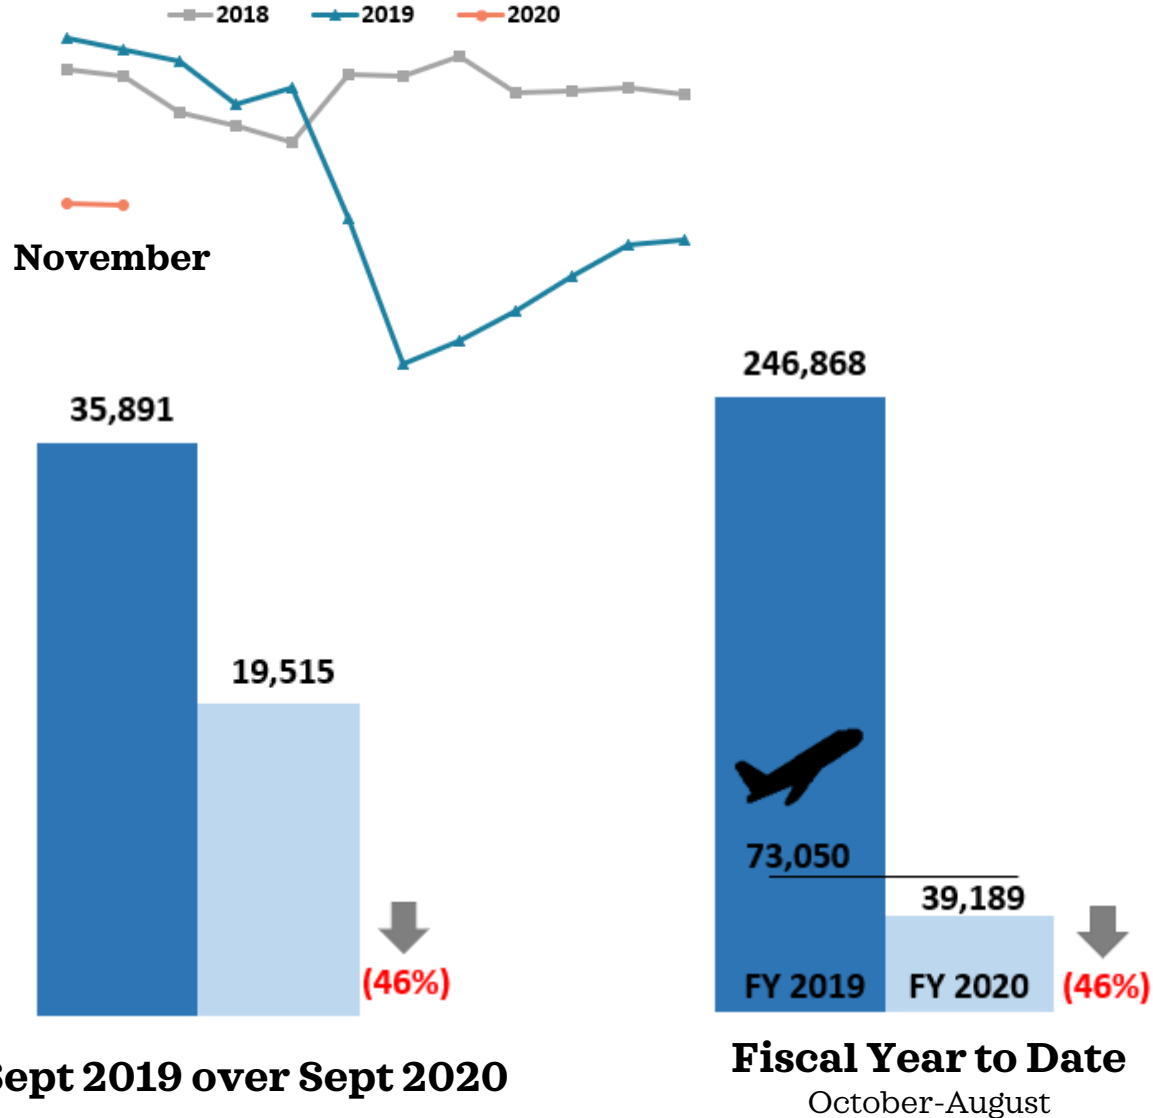 2018 2019 2020
November
246,868
35,891
19,515
73,050
39,189
(46%)
FY 2019 FY 2020 (46%)
Sept 2019 over Sept 2020
Fiscal Year to Date
October-August